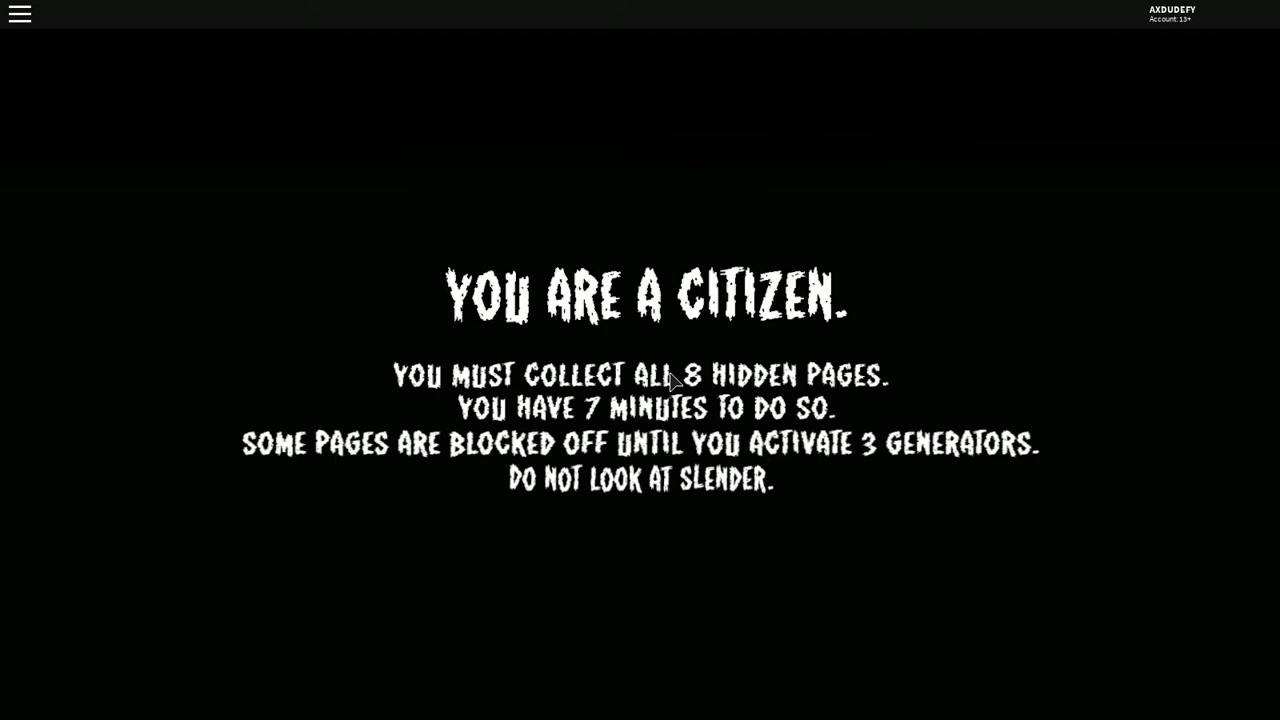 AXDUDEFY
Account: 13+
YOU ARE A CITIZEN.
YOU MUST COLLECT ALL 8 HIDDEN PAGES.
YOU HAVE 7 MINUTES TO DO SO.
SOME PAGES ARE BLOCKED OFF UNTIL YOU ACTIVATE 3 GENERATORS.
DO NOT LOOK AT SLENDER.